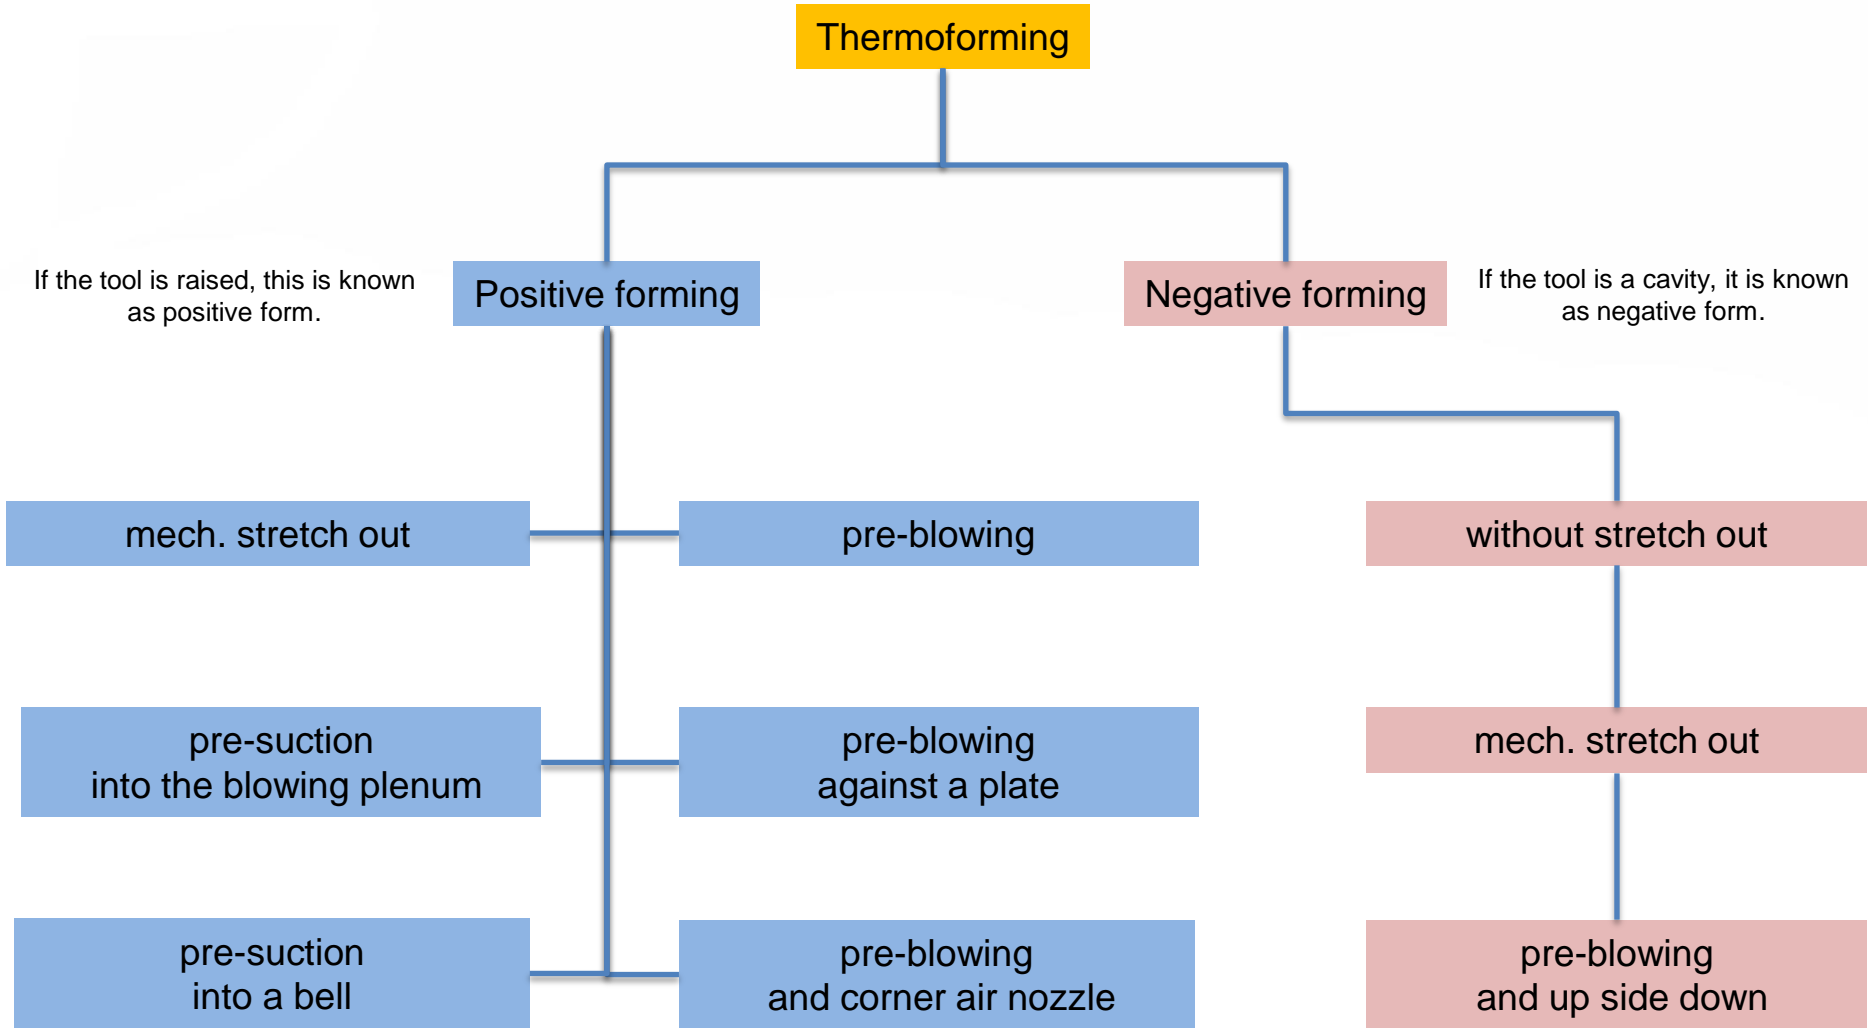 Thermoforming
If the tool is raised, this is known
as positive form.
Positive forming
Negative forming
If the tool is a cavity, it is known
as negative form.
mech. stretch out
pre-blowing
without stretch out
pre-suction
into the blowing plenum
pre-blowing
against a plate
mech. stretch out
pre-suction
into a bell
pre-blowing
and corner air nozzle
pre-blowing
and up side down